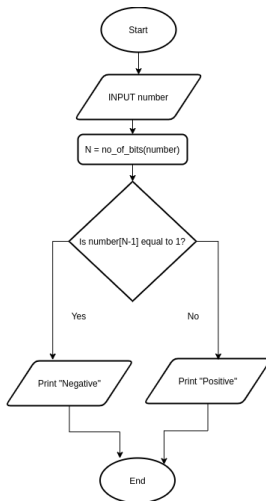 Start
INPUT number
N = no_of_bits(number)
Is number[N-1] equal to 1?
Yes
No
Print "Negative"
Print "Positive"
End